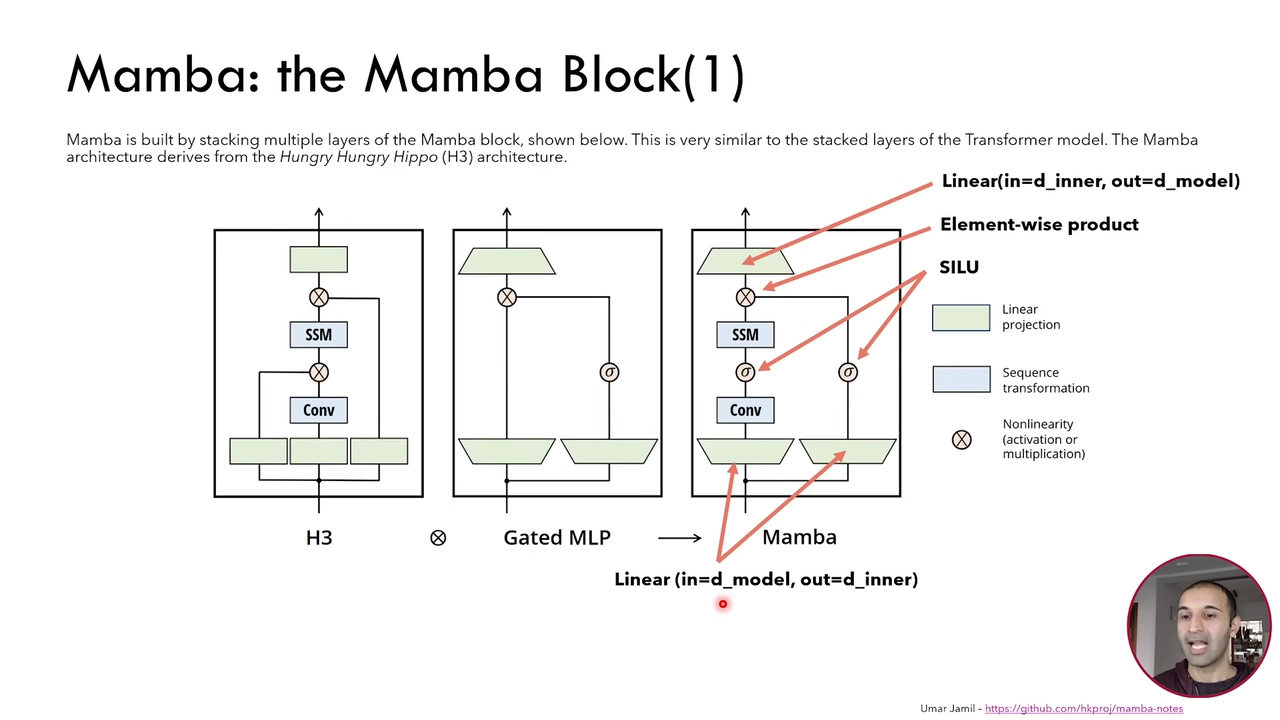 Mamba: the Mamba Block(1)
Mamba is built by stacking multiple layers of the Mamba block, shown below. This is very similar to the stacked layers of the Transformer model. The Mamba
architecture derives from the Hungry Hungry Hippo (H3) architecture.
Linear(in=d_inner, out=d_model)
Element-wise product
SILU
SSM
Conv
σ
SSM
σ
σ
Conv
Linear
projection
Sequence
transformation
Nonlinearity
(activation or
multiplication)
H3 ⊗ Gated MLP → Mamba
Linear (in=d_model, out=d_inner)
Umar Jamil – https://github.com/hkproj/mamba-notes